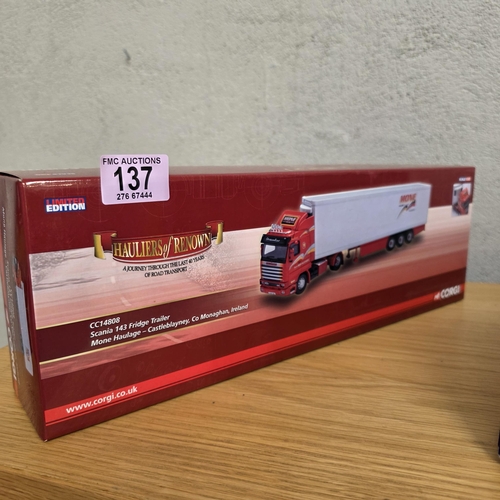 FMC AUCTIONS
137
276 67444
LIMITED
EDITION
HAULIERS of RENOWN
A JOURNEY THROUGH THE LAST 40 YEARS
OF ROAD TRANSPORT
CC14808
Scania 143 Fridge Trailer
Mone Haulage – Castleblayney, Co Monaghan, Ireland
www.corgi.co.uk
CORGI